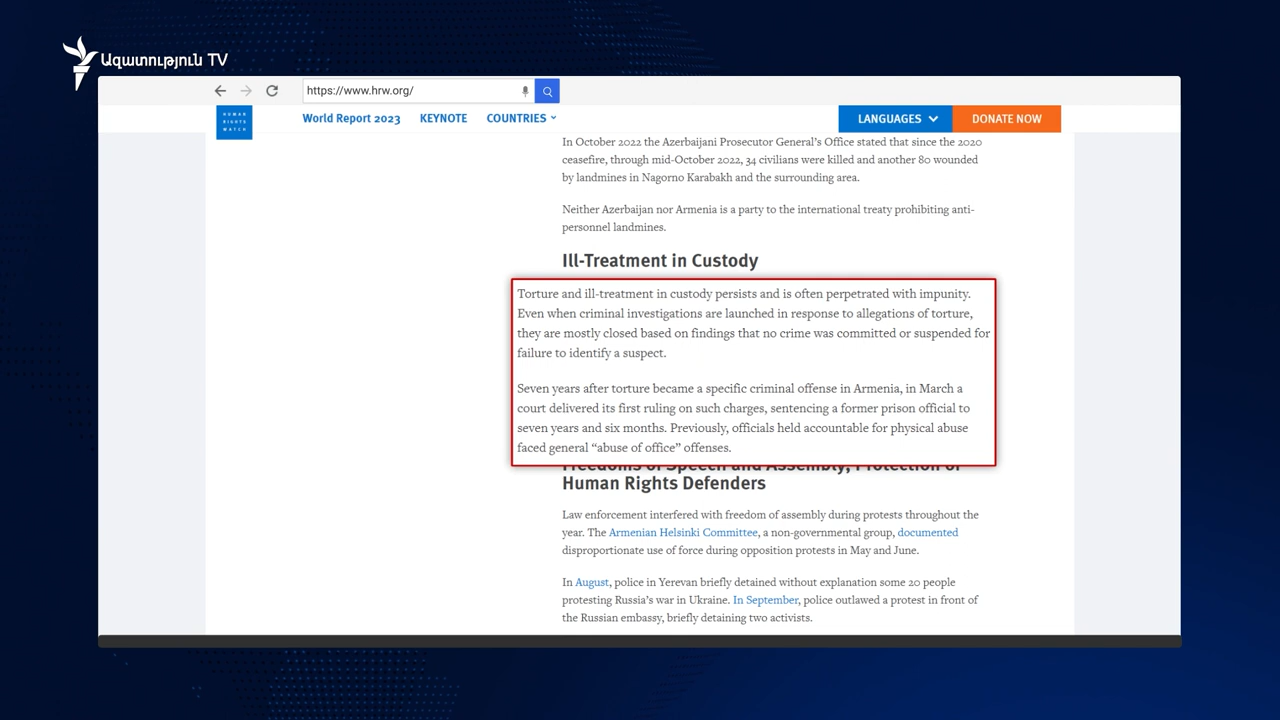 Ազատություն TV
https://www.hrw.org/
HUMAN
RIGHTS
WATCH
World Report 2023 KEYNOTE COUNTRIES
LANGUAGES DONATE NOW
In October 2022 the Azerbaijani Prosecutor General’s Office stated that since the 2020
ceasefire, through mid-October 2022, 34 civilians were killed and another 80 wounded
by landmines in Nagorno Karabakh and the surrounding area.
Neither Azerbaijan nor Armenia is a party to the international treaty prohibiting anti-
personnel landmines.
Ill-Treatment in Custody
Torture and ill-treatment in custody persists and is often perpetrated with impunity.
Even when criminal investigations are launched in response to allegations of torture,
they are mostly closed based on findings that no crime was committed or suspended for
failure to identify a suspect.
Seven years after torture became a specific criminal offense in Armenia, in March a
court delivered its first ruling on such charges, sentencing a former prison official to
seven years and six months. Previously, officials held accountable for physical abuse
faced general “abuse of office” offenses.
Freedoms of Speech and Assembly, Protection of
Human Rights Defenders
Law enforcement interfered with freedom of assembly during protests throughout the
year. The Armenian Helsinki Committee, a non-governmental group, documented
disproportionate use of force during opposition protests in May and June.
In August, police in Yerevan briefly detained without explanation some 20 people
protesting Russia’s war in Ukraine. In September, police outlawed a protest in front of
the Russian embassy, briefly detaining two activists.